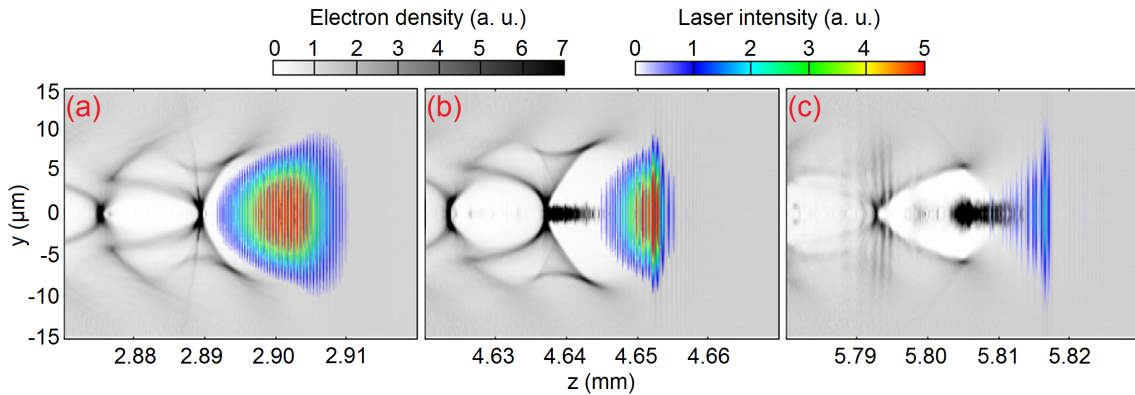 Electron density (a. u.)
Laser intensity (a. u.)
0 1 2 3 4 5 6 7
0 1 2 3 4 5
(a)
(b)
(c)
15
10
5
0
-5
-10
-15
y (μm)
2.88 2.89 2.90 2.91
4.63 4.64 4.65 4.66
5.79 5.80 5.81 5.82
z (mm)